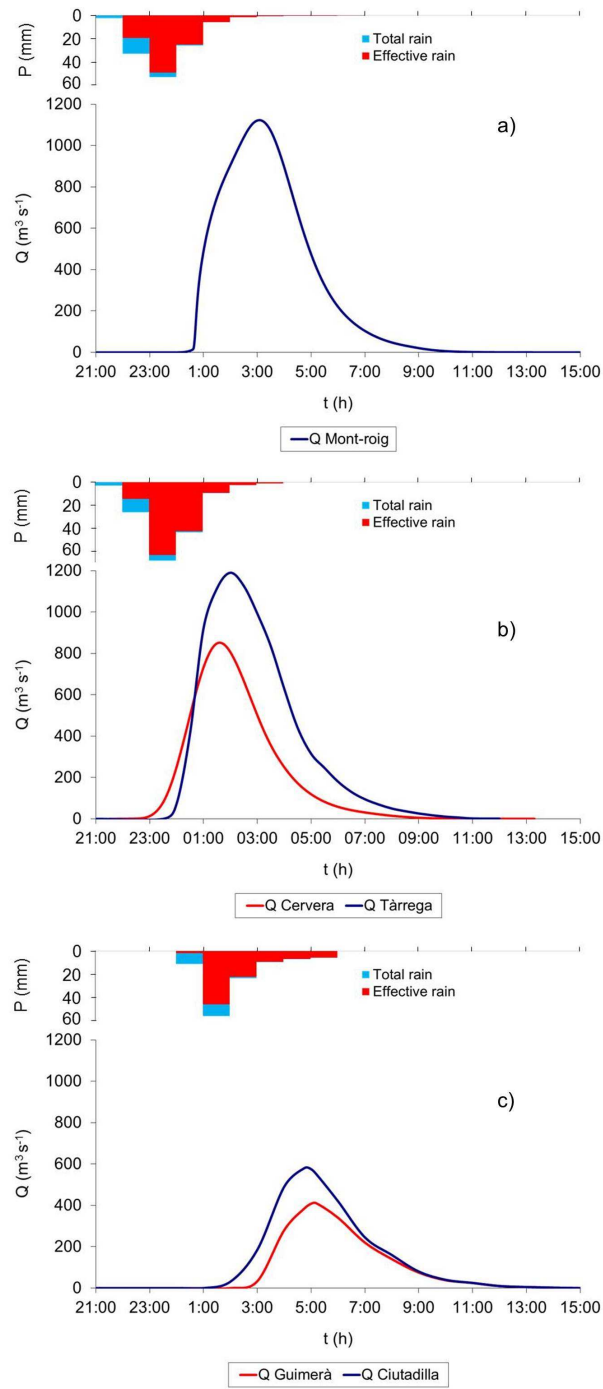 0
20
40
60
P (mm)
Total rain
Effective rain
1200
1000
800
600
400
200
0
Q (m³ s⁻¹)
a)
21:00 23:00 1:00 3:00 5:00 7:00 9:00 11:00 13:00 15:00
t (h)
Q Mont-roig
0
20
40
60
P (mm)
Total rain
Effective rain
1200
1000
800
600
400
200
0
Q (m³ s⁻¹)
b)
21:00 23:00 01:00 03:00 05:00 07:00 09:00 11:00 13:00 15:00
t (h)
Q Cervera Q Tàrrega
0
20
40
60
P (mm)
Total rain
Effective rain
1200
1000
800
600
400
200
0
Q (m³ s⁻¹)
c)
21:00 23:00 1:00 3:00 5:00 7:00 9:00 11:00 13:00 15:00
t (h)
Q Guimerà Q Ciutadilla